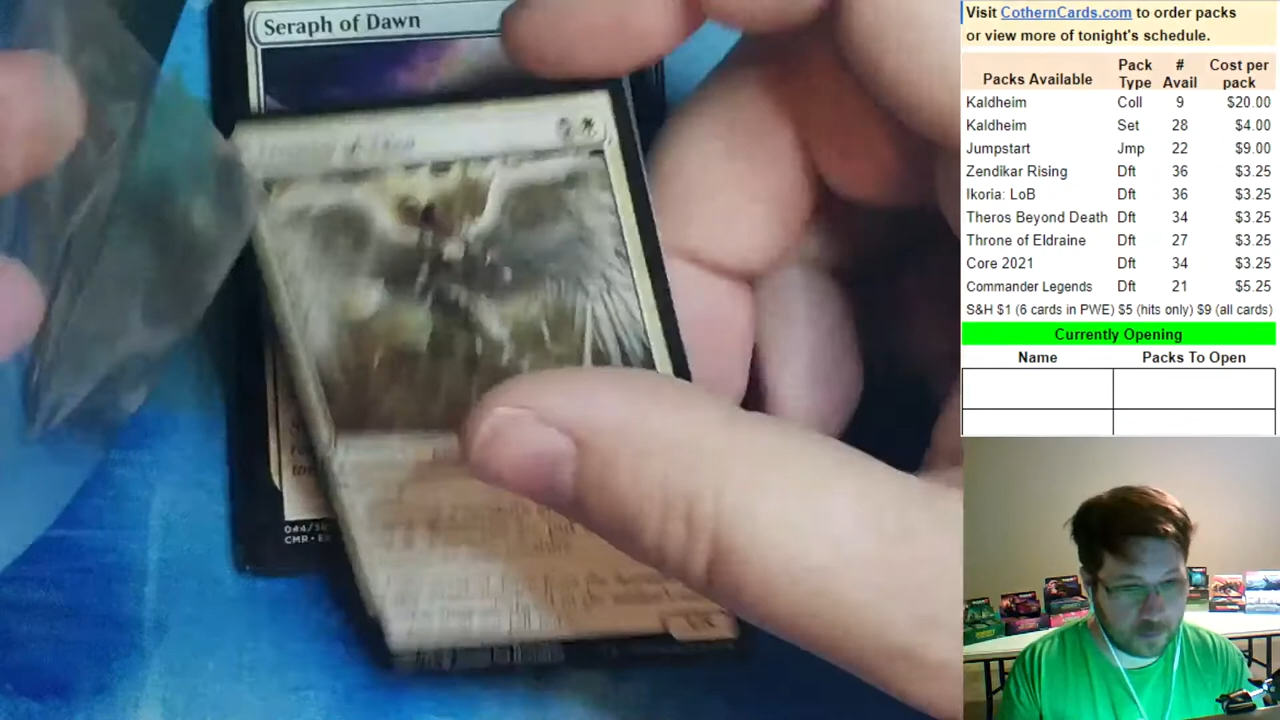 Seraph of Dawn
CMR • E
Visit CothernCards.com to order packs
or view more of tonight's schedule.
Packs Available Pack Type # Avail Cost per pack
Kaldheim Coll 9 $20.00
Kaldheim Set 28 $4.00
Jumpstart Jmp 22 $9.00
Zendikar Rising Dft 36 $3.25
Ikoria: LoB Dft 36 $3.25
Theros Beyond Death Dft 34 $3.25
Throne of Eldraine Dft 27 $3.25
Core 2021 Dft 34 $3.25
Commander Legends Dft 21 $5.25
S&H $1 (6 cards in PWE) $5 (hits only) $9 (all cards)
Currently Opening
Name Packs To Open